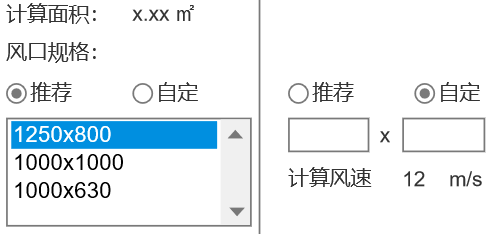 计算面积： x.xx ㎡
风口规格：
推荐 自定
1250x800
1000x1000
1000x630
推荐 自定
x
计算风速 12 m/s